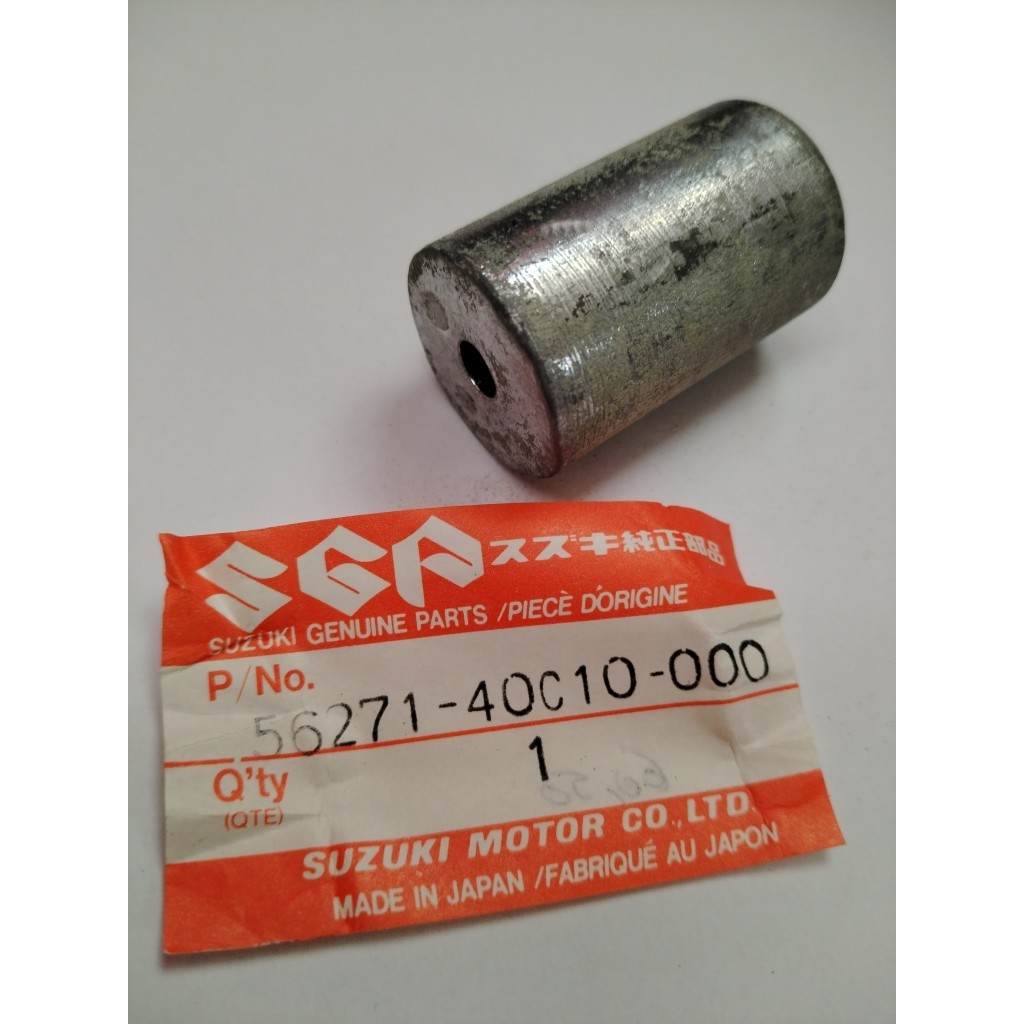 SGP スズキ純正部品
SUZUKI GENUINE PARTS /PIECÈ D'ORIGINE
P/No.
56271-40C10-000
Q'ty 1
(QTE)
SUZUKI MOTOR CO.,LTD.
MADE IN JAPAN /FABRIQUÉ AU JAPON